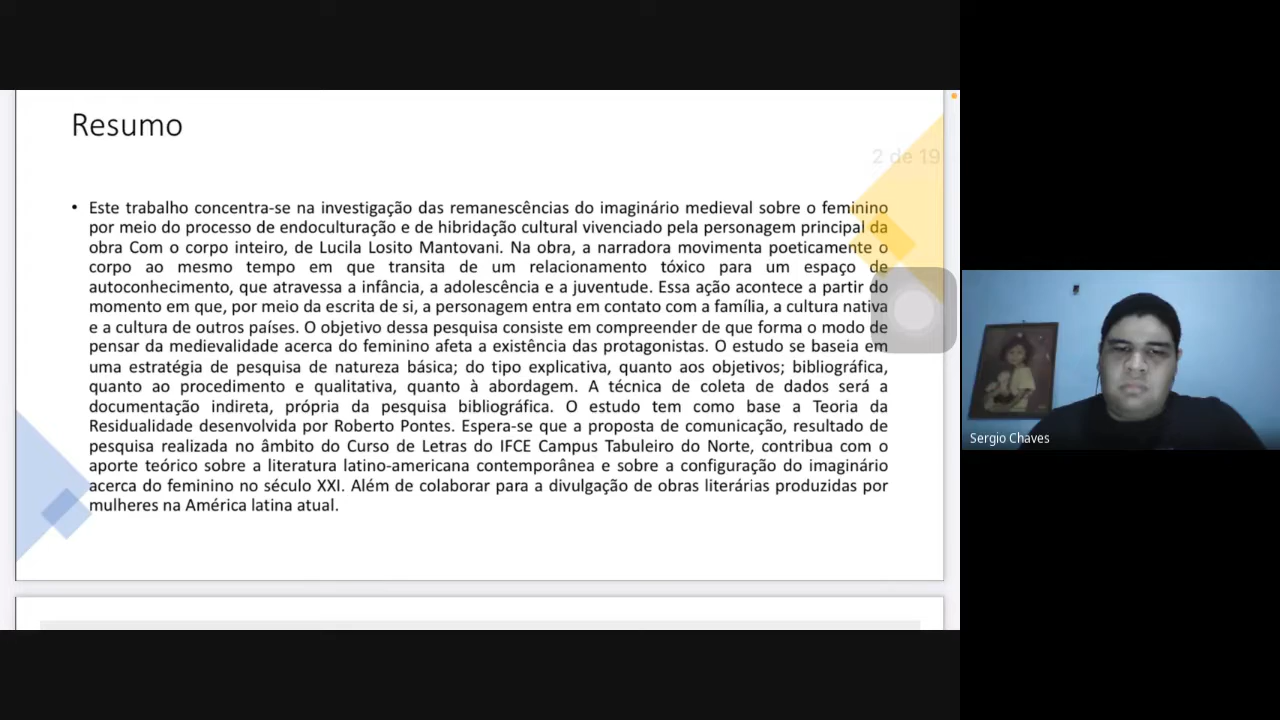 Resumo
2 de 19
• Este trabalho concentra-se na investigação das remanescências do imaginário medieval sobre o feminino
por meio do processo de endoculturação e de hibridação cultural vivenciado pela personagem principal da
obra Com o corpo inteiro, de Lucila Losito Mantovani. Na obra, a narradora movimenta poeticamente o
corpo ao mesmo tempo em que transita de um relacionamento tóxico para um espaço de
autoconhecimento, que atravessa a infância, a adolescência e a juventude. Essa ação acontece a partir do
momento em que, por meio da escrita de si, a personagem entra em contato com a família, a cultura nativa
e a cultura de outros países. O objetivo dessa pesquisa consiste em compreender de que forma o modo de
pensar da medievalidade acerca do feminino afeta a existência das protagonistas. O estudo se baseia em
uma estratégia de pesquisa de natureza básica; do tipo explicativa, quanto aos objetivos; bibliográfica,
quanto ao procedimento e qualitativa, quanto à abordagem. A técnica de coleta de dados será a
documentação indireta, própria da pesquisa bibliográfica. O estudo tem como base a Teoria da
Residualidade desenvolvida por Roberto Pontes. Espera-se que a proposta de comunicação, resultado de
pesquisa realizada no âmbito do Curso de Letras do IFCE Campus Tabuleiro do Norte, contribua com o
aporte teórico sobre a literatura latino-americana contemporânea e sobre a configuração do imaginário
acerca do feminino no século XXI. Além de colaborar para a divulgação de obras literárias produzidas por
mulheres na América latina atual.
Sergio Chaves